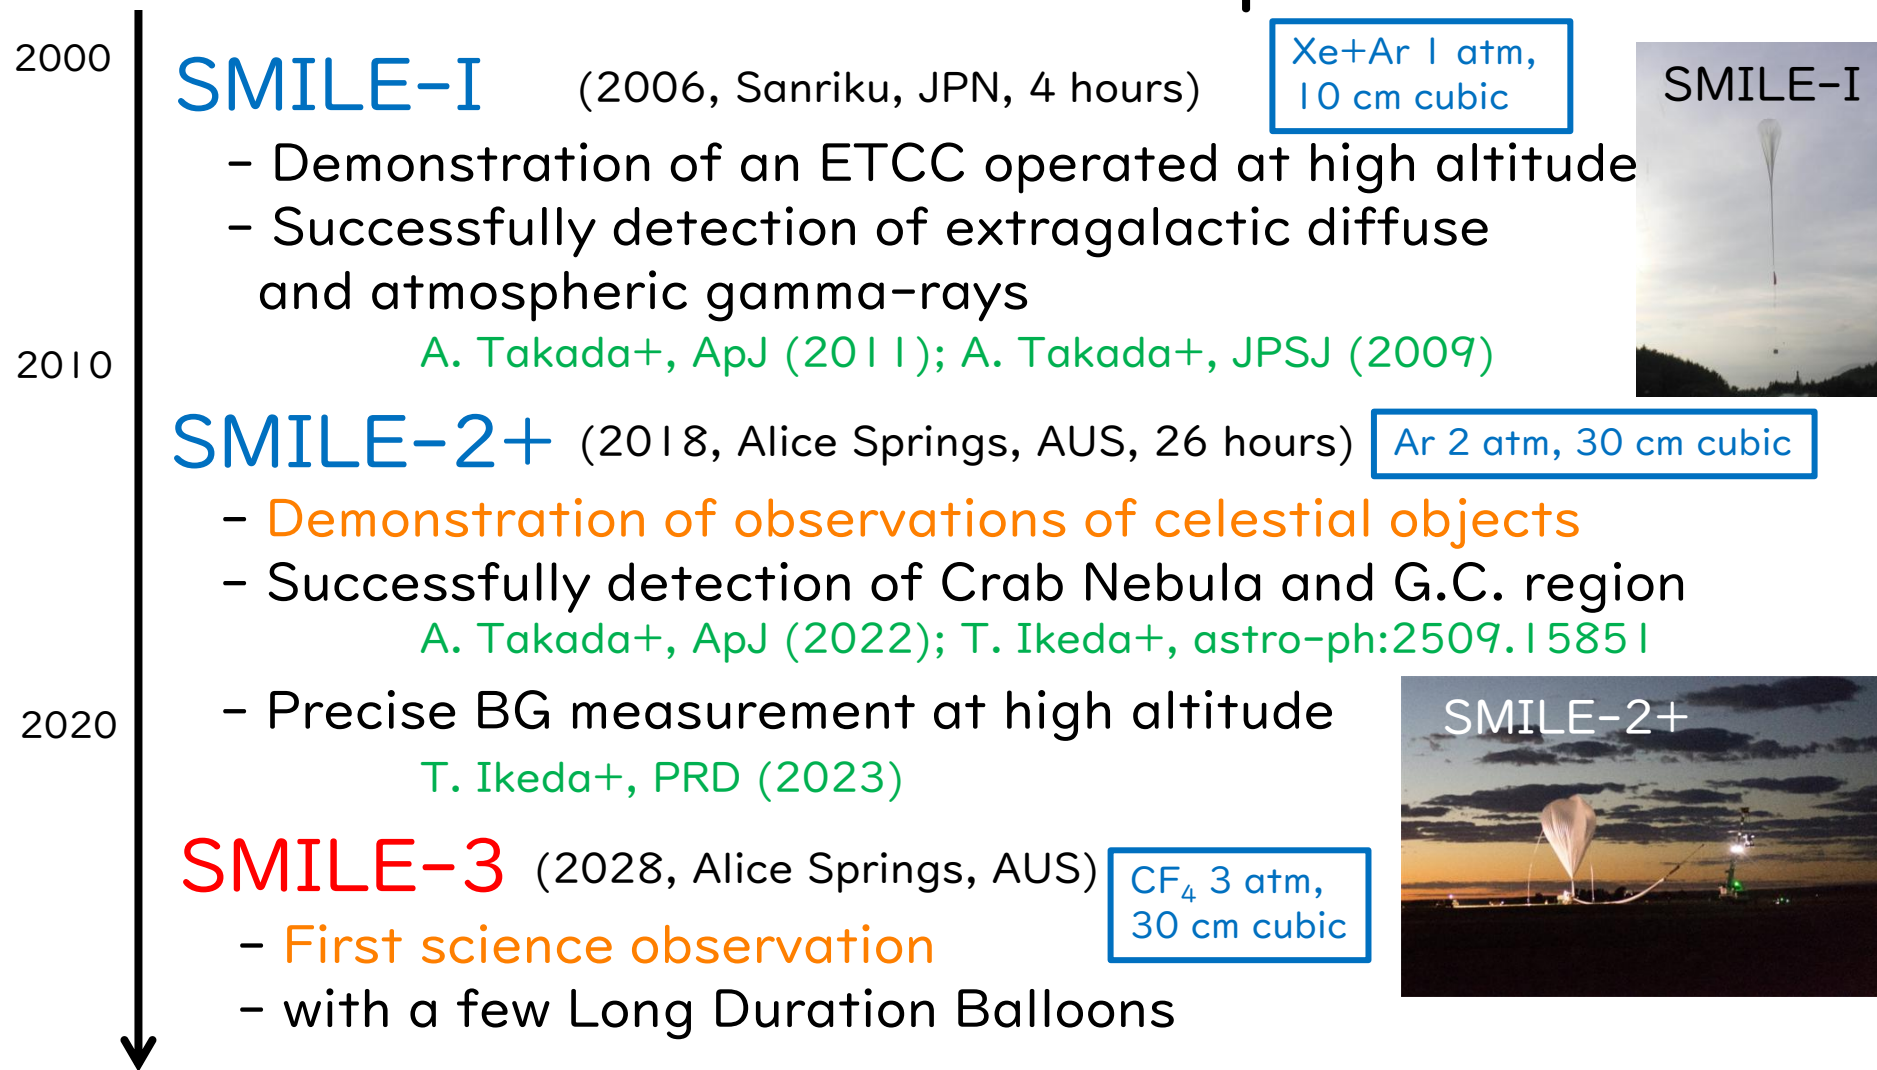 2000
SMILE-I (2006, Sanriku, JPN, 4 hours)
Xe+Ar 1 atm,
10 cm cubic
SMILE-I
- Demonstration of an ETCC operated at high altitude
- Successfully detection of extragalactic diffuse
and atmospheric gamma-rays
A. Takada+, ApJ (2011); A. Takada+, JPSJ (2009)
2010
SMILE-2+ (2018, Alice Springs, AUS, 26 hours)
Ar 2 atm, 30 cm cubic
- Demonstration of observations of celestial objects
- Successfully detection of Crab Nebula and G.C. region
A. Takada+, ApJ (2022); T. Ikeda+, astro-ph:2509.15851
- Precise BG measurement at high altitude
SMILE-2+
2020
T. Ikeda+, PRD (2023)
SMILE-3 (2028, Alice Springs, AUS)
CF₄ 3 atm,
30 cm cubic
- First science observation
- with a few Long Duration Balloons